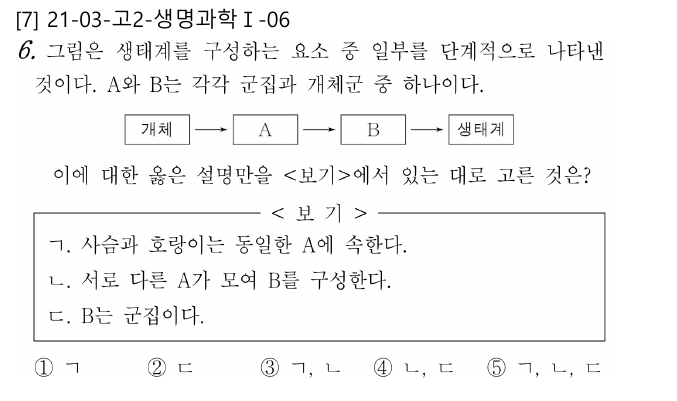 [7] 21-03-고2-생명과학Ⅰ-06
6. 그림은 생태계를 구성하는 요소 중 일부를 단계적으로 나타낸
것이다. A와 B는 각각 군집과 개체군 중 하나이다.
개체 → A → B → 생태계
이에 대한 옳은 설명만을 <보기>에서 있는 대로 고른 것은?
< 보 기 >
ㄱ. 사슴과 호랑이는 동일한 A에 속한다.
ㄴ. 서로 다른 A가 모여 B를 구성한다.
ㄷ. B는 군집이다.
① ㄱ ② ㄷ ③ ㄱ, ㄴ ④ ㄴ, ㄷ ⑤ ㄱ, ㄴ, ㄷ